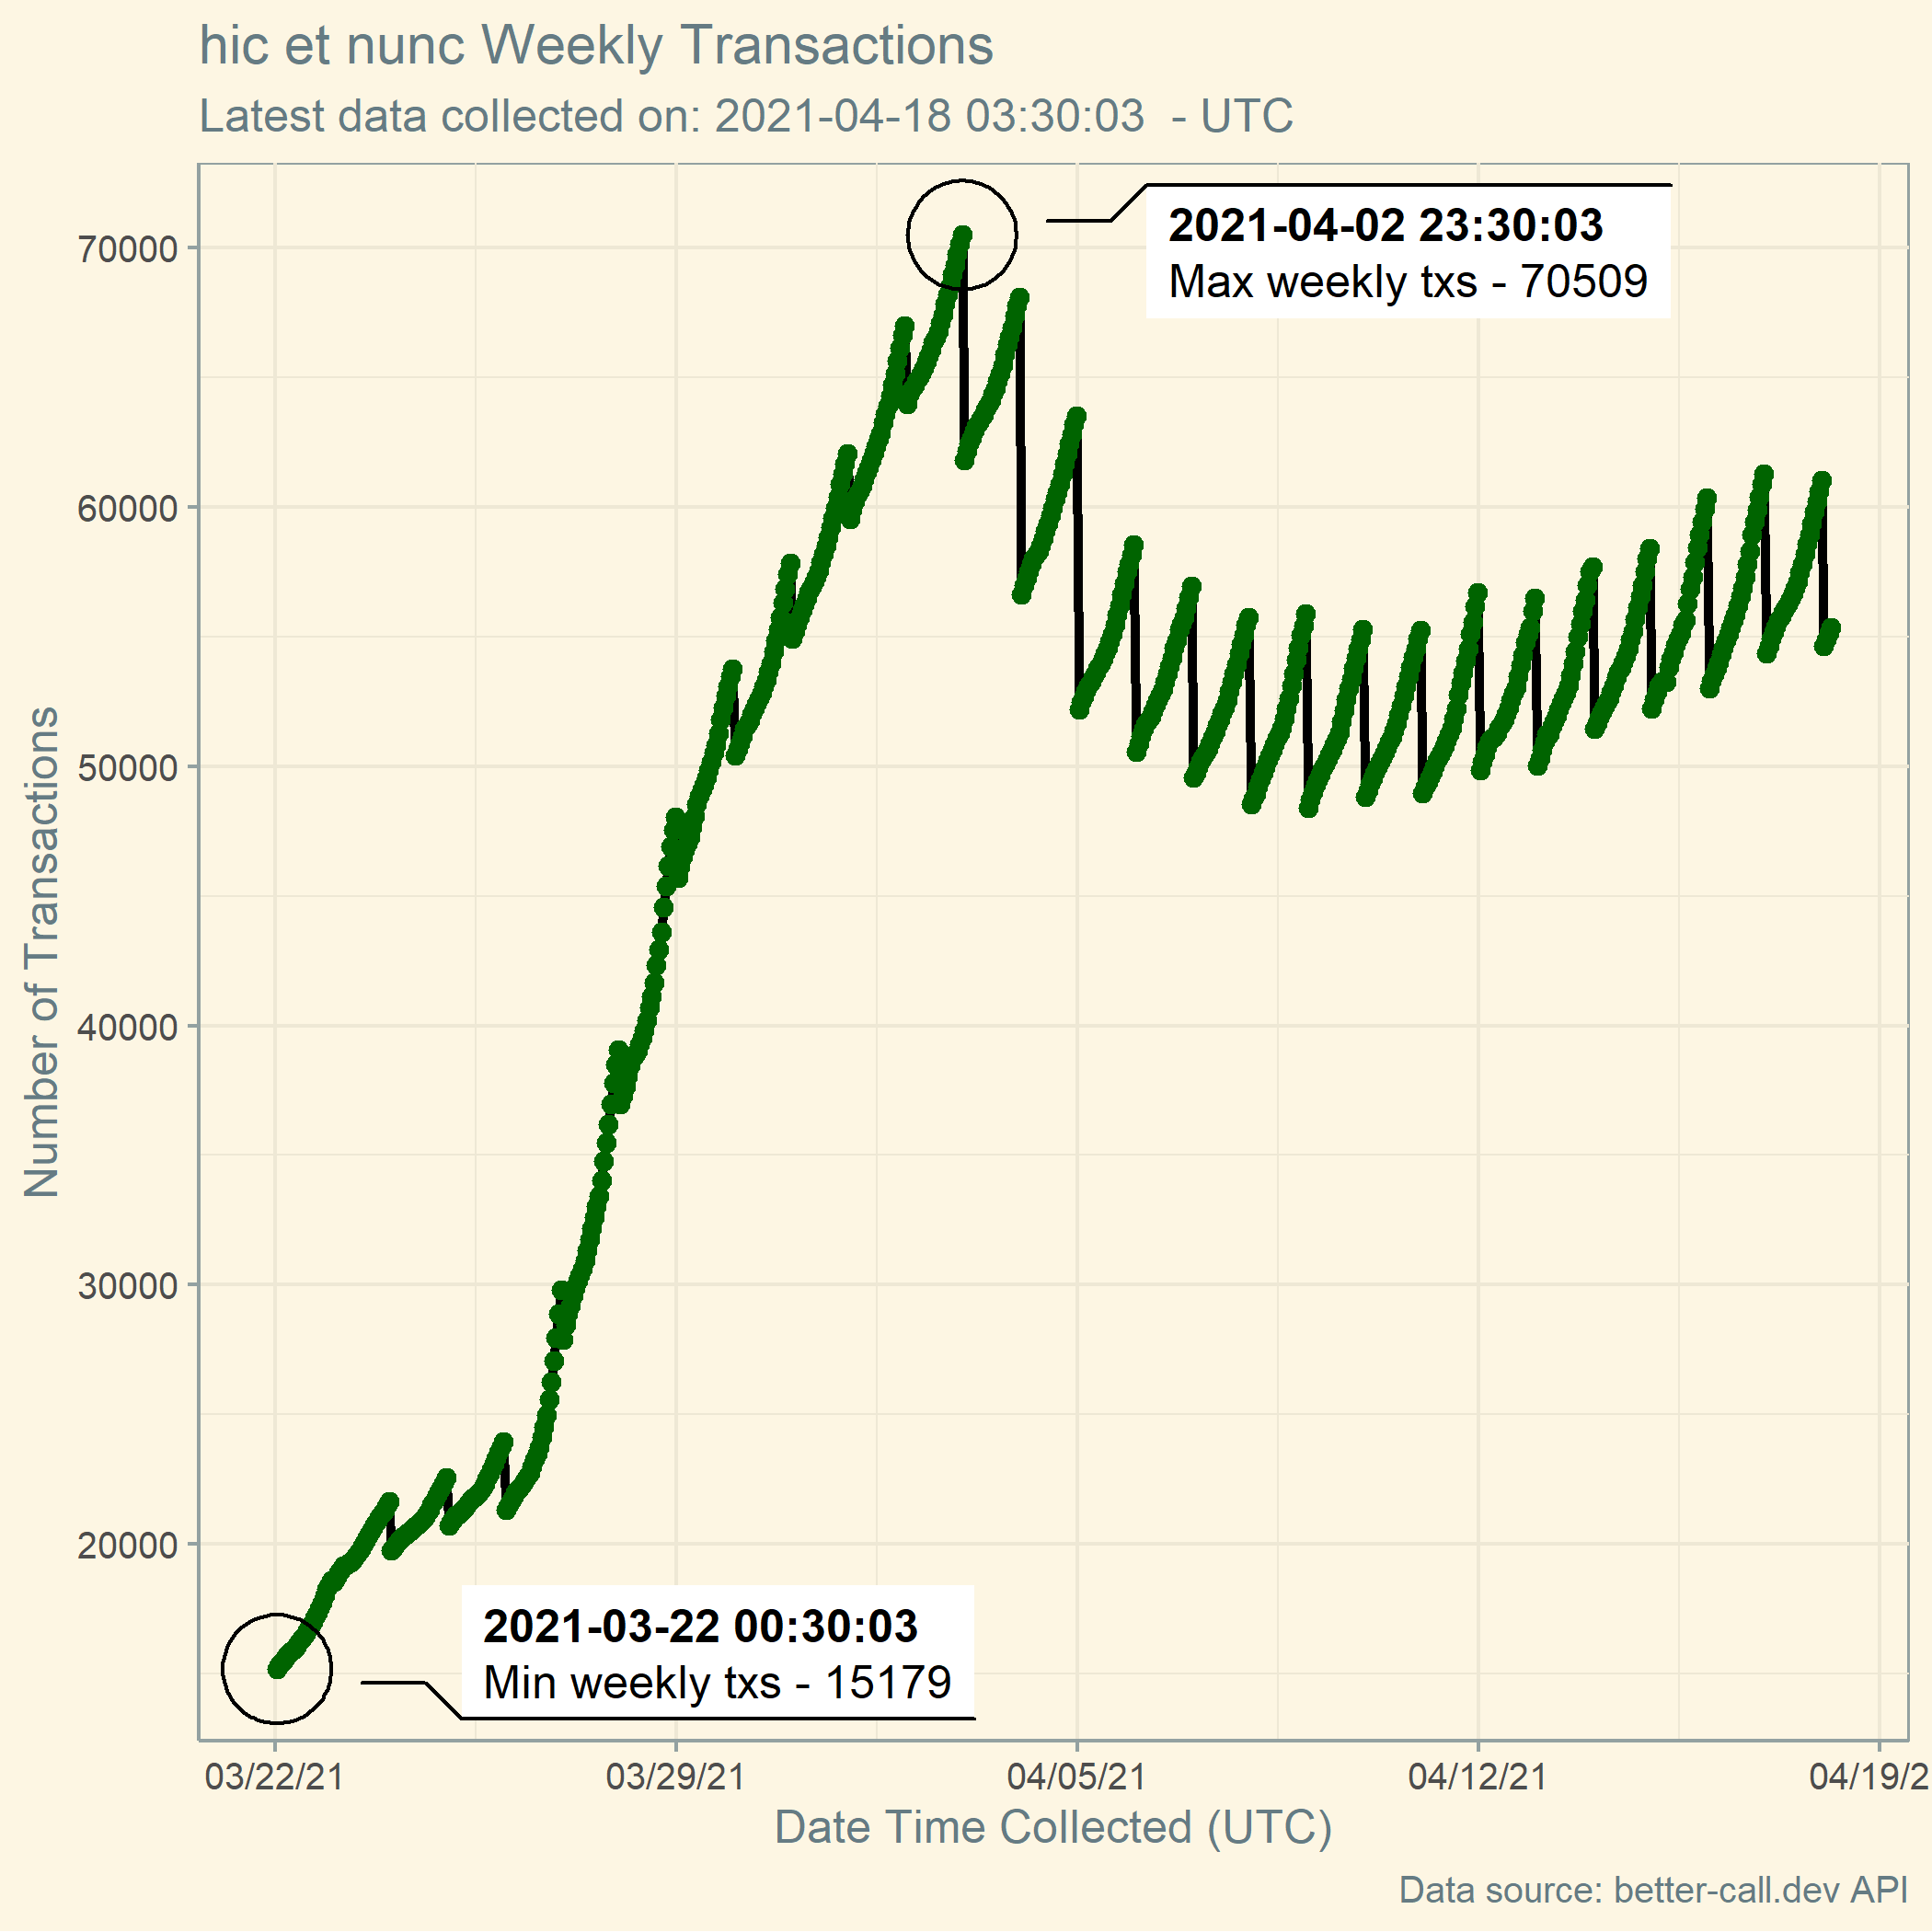 hic et nunc Weekly Transactions
Latest data collected on: 2021-04-18 03:30:03  - UTC
2021-04-02 23:30:03
Max weekly txs - 70509
70000
60000
50000
40000
30000
20000
Number of Transactions
2021-03-22 00:30:03
Min weekly txs - 15179
03/22/21 03/29/21 04/05/21 04/12/21 04/19/2
Date Time Collected (UTC)
Data source: better-call.dev API